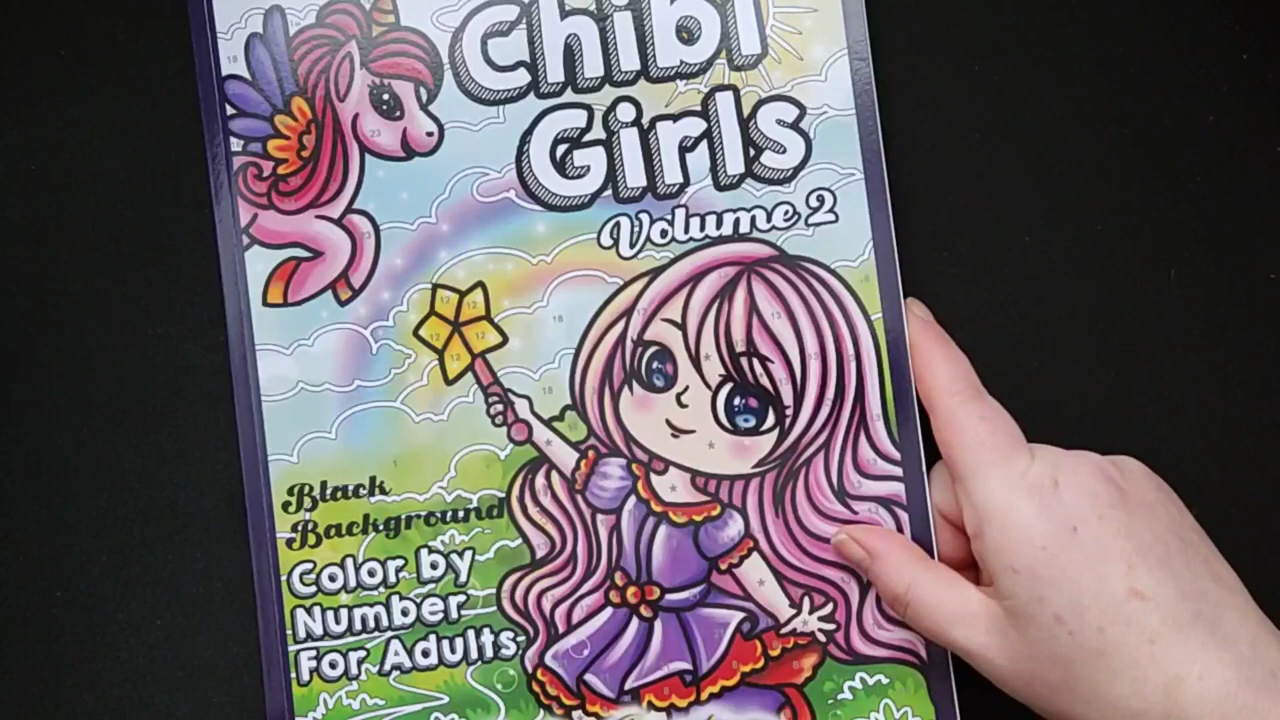 Chibi
Girls
Volume 2
Black
Background
Color by
Number
For Adults